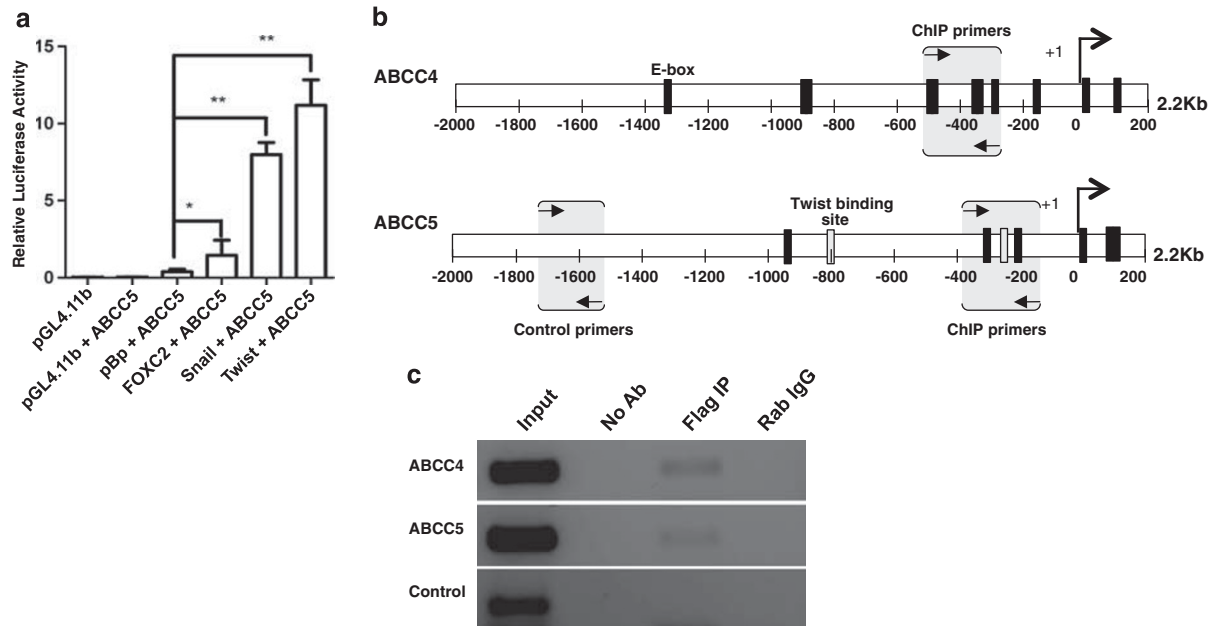 a
Relative Luciferase Activity
15
10
5
0
**
**
*
pGL4.11b
pGL4.11b + ABCC5
pBp + ABCC5
FOXC2 + ABCC5
Snail + ABCC5
Twist + ABCC5
b
ChIP primers
ABCC4
E-box
+1
2.2Kb
-2000 -1800 -1600 -1400 -1200 -1000 -800 -600 -400 -200 0 200
ABCC5
Twist binding
site
+1
2.2Kb
-2000 -1800 -1600 -1400 -1200 -1000 -800 -600 -400 -200 0 200
Control primers
ChIP primers
c
Input No Ab Flag IP Rab IgG
ABCC4
ABCC5
Control